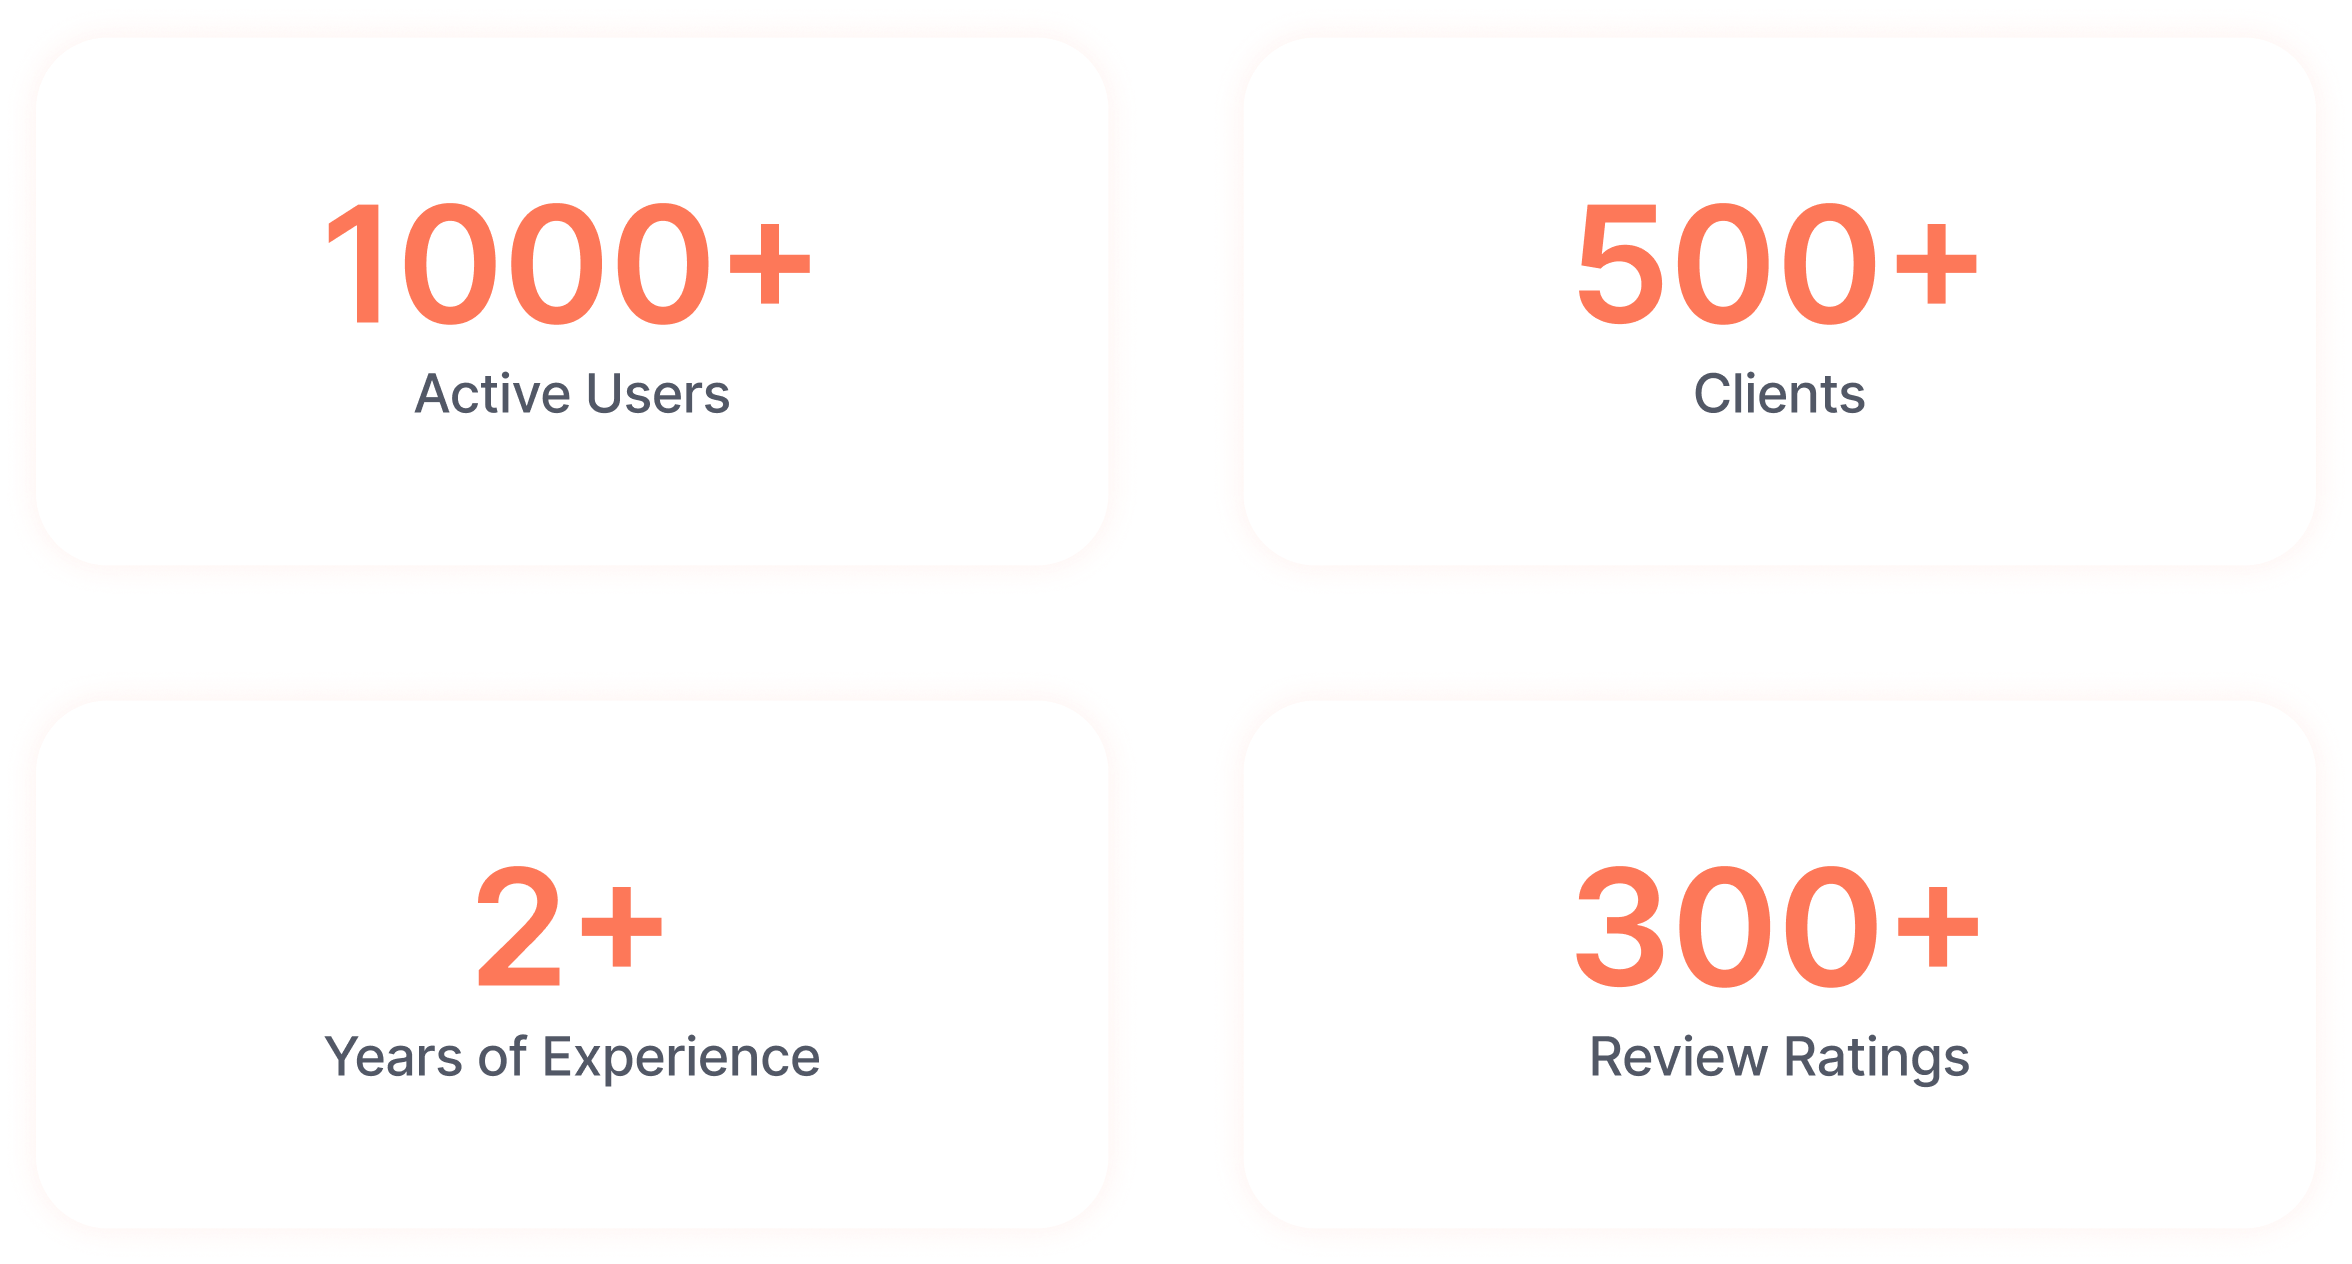 1000+
Active Users
500+
Clients
2+
Years of Experience
300+
Review Ratings